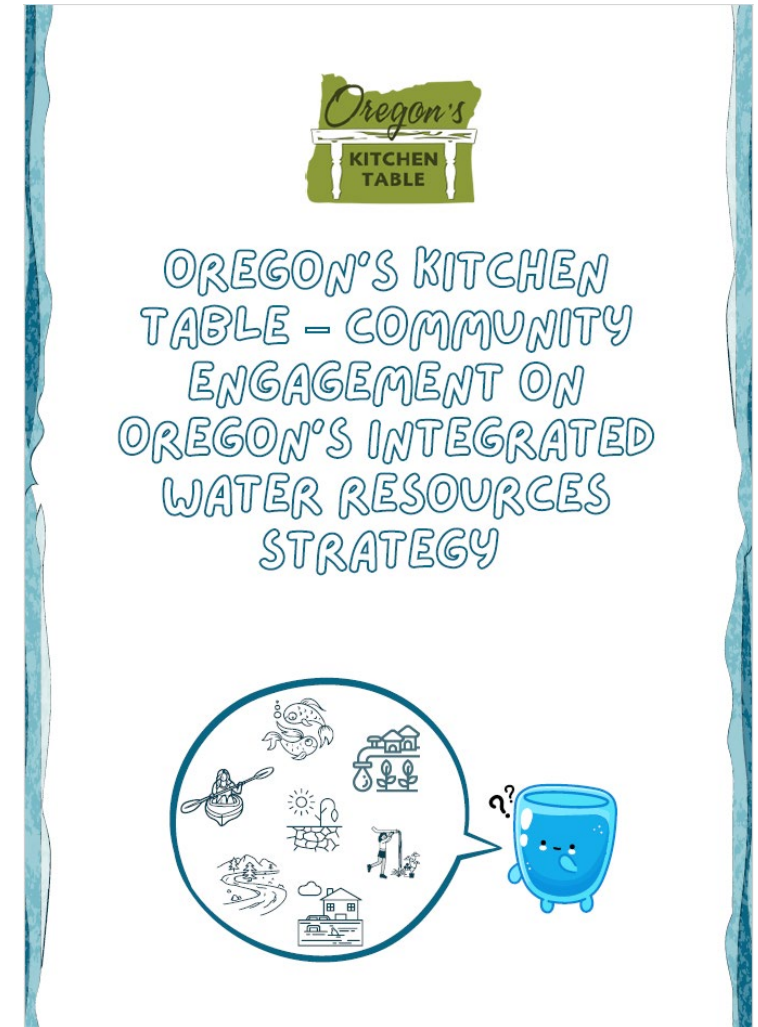 Oregon's
KITCHEN
TABLE
OREGON'S KITCHEN
TABLE – COMMUNITY
ENGAGEMENT ON
OREGON'S INTEGRATED
WATER RESOURCES
STRATEGY
??